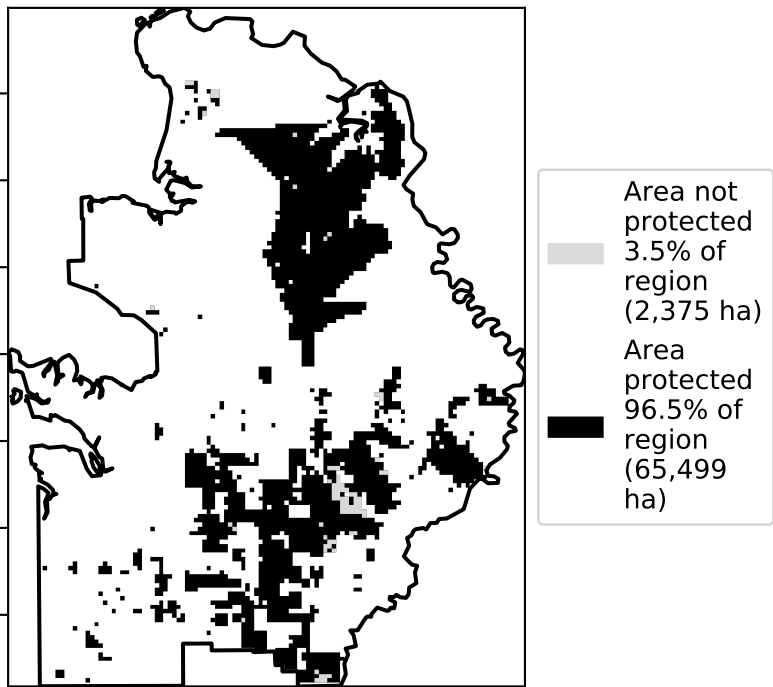 Area not
protected
3.5% of
region
(2,375 ha)
Area
protected
96.5% of
region
(65,499
ha)